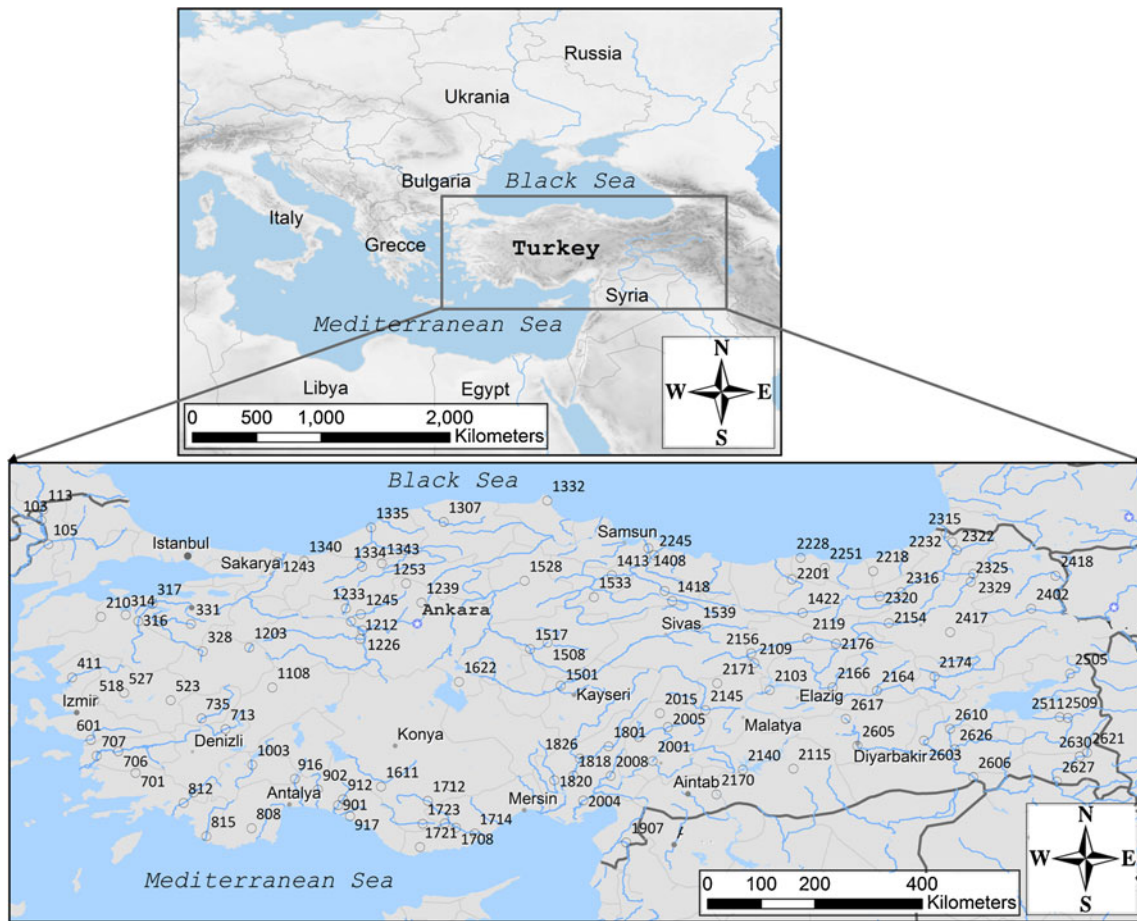 Russia
Ukrania
Black Sea
Bulgaria
Italy
Grecce
Turkey
Syria
Mediterranean Sea
N
W E
S
Libya Egypt
0 500 1,000 2,000
Kilometers
Black Sea
1332
113
103
105
1335 1307
Istanbul
Sakarya 1340
1243
1334 1343
1253
Samsun 2245
1413 1408
1528
1533
1418
2228 2251 2218
2201
2232 2315
2322
2316 2325
2329
2418
2402
317
210 314
316
331
328
1203
1233 1245
1239
Ankara
1212
1226
1539
Sivas
1422
2320
2154
2119
2417
1517
1508
2156 2109
2176
411
518 527
523
1108
1622
1501
Kayseri
2171
2103
2145
Elazig
2166 2164
2174
2505
Izmir
735
713
601
707
706
701
Denizli
1003
Konya
2015
2005
Malatya
2617
2605
Diyarbakir
2610
2626
2603
2511 2509
2621
2630
2627
2606
1826 1801
1818 2008 2001
1820
2004
2140 2115
Aintab
2170
916
902 912
Antalya
901
917
1611
1712
1723
1721
1714
1708
Mersin
812
815
808
1907
Mediterranean Sea
0 100 200 400
Kilometers
N
W E
S